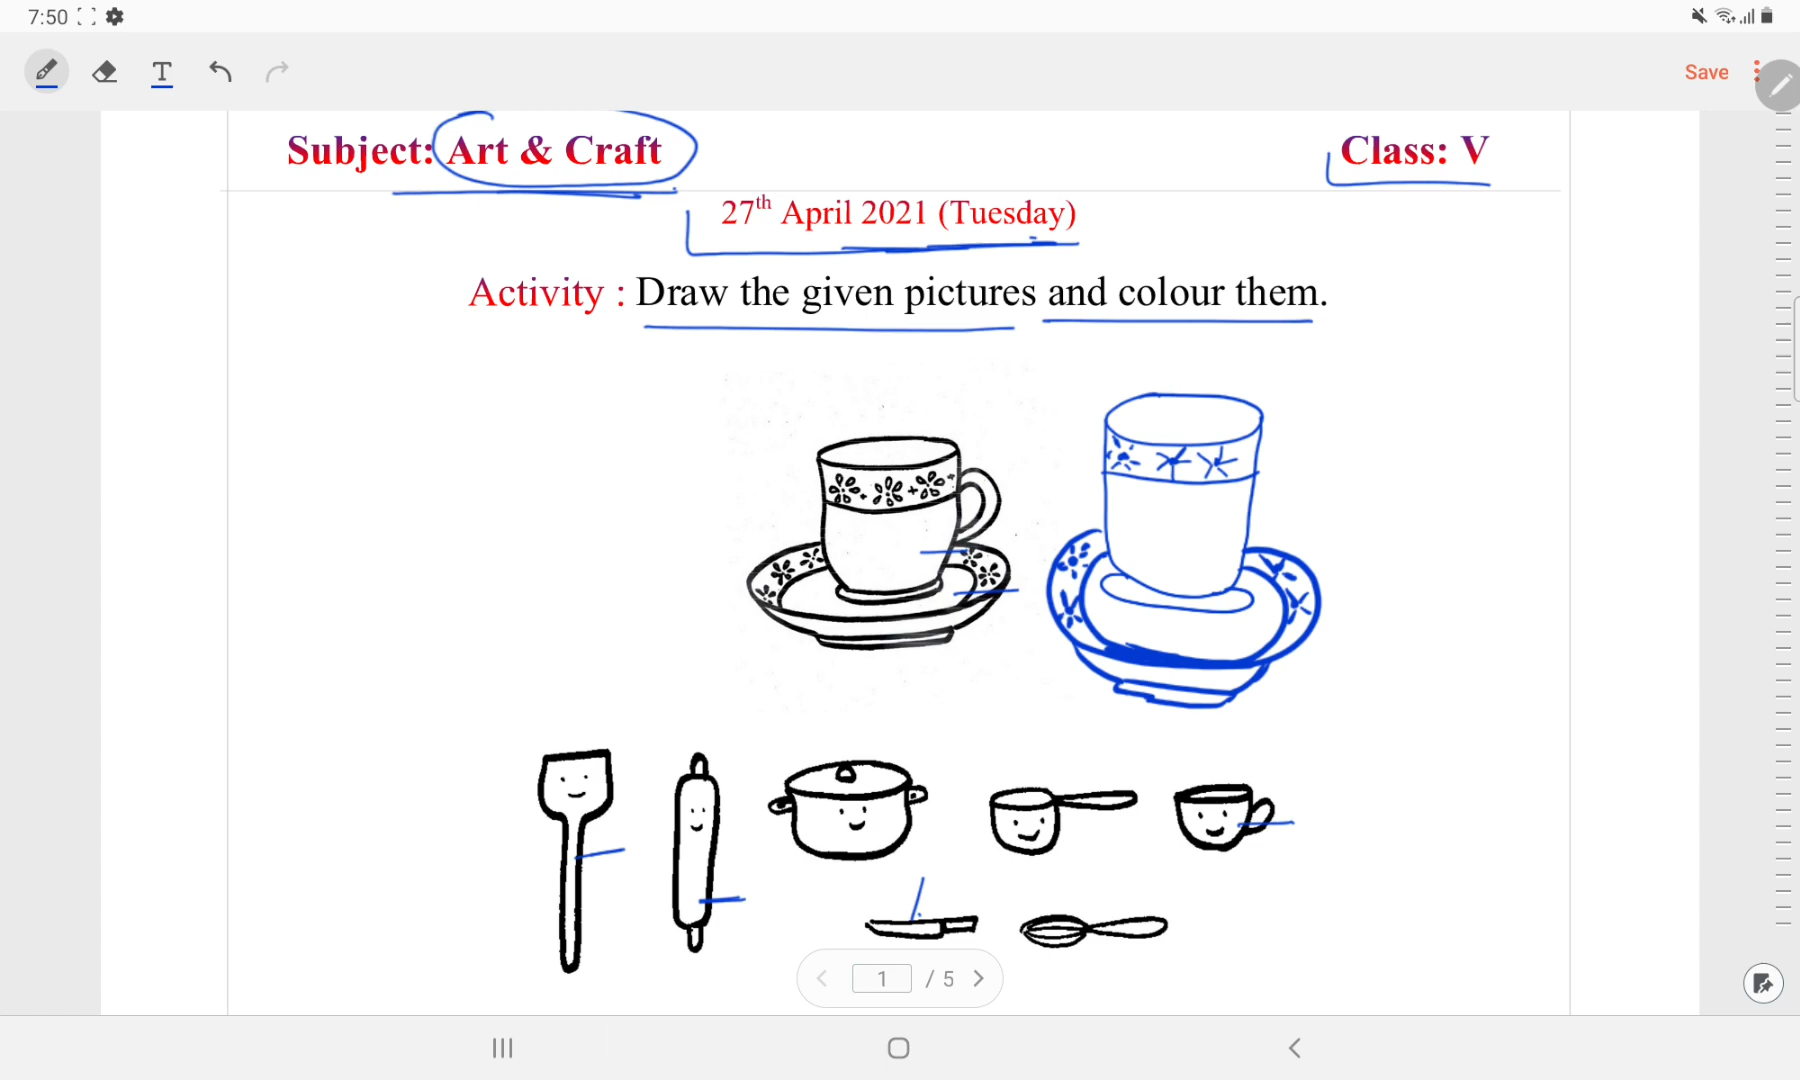 7:50
T
Save
Subject: Art & Craft
Class: V
27th April 2021 (Tuesday)
Activity : Draw the given pictures and colour them.
1 / 5